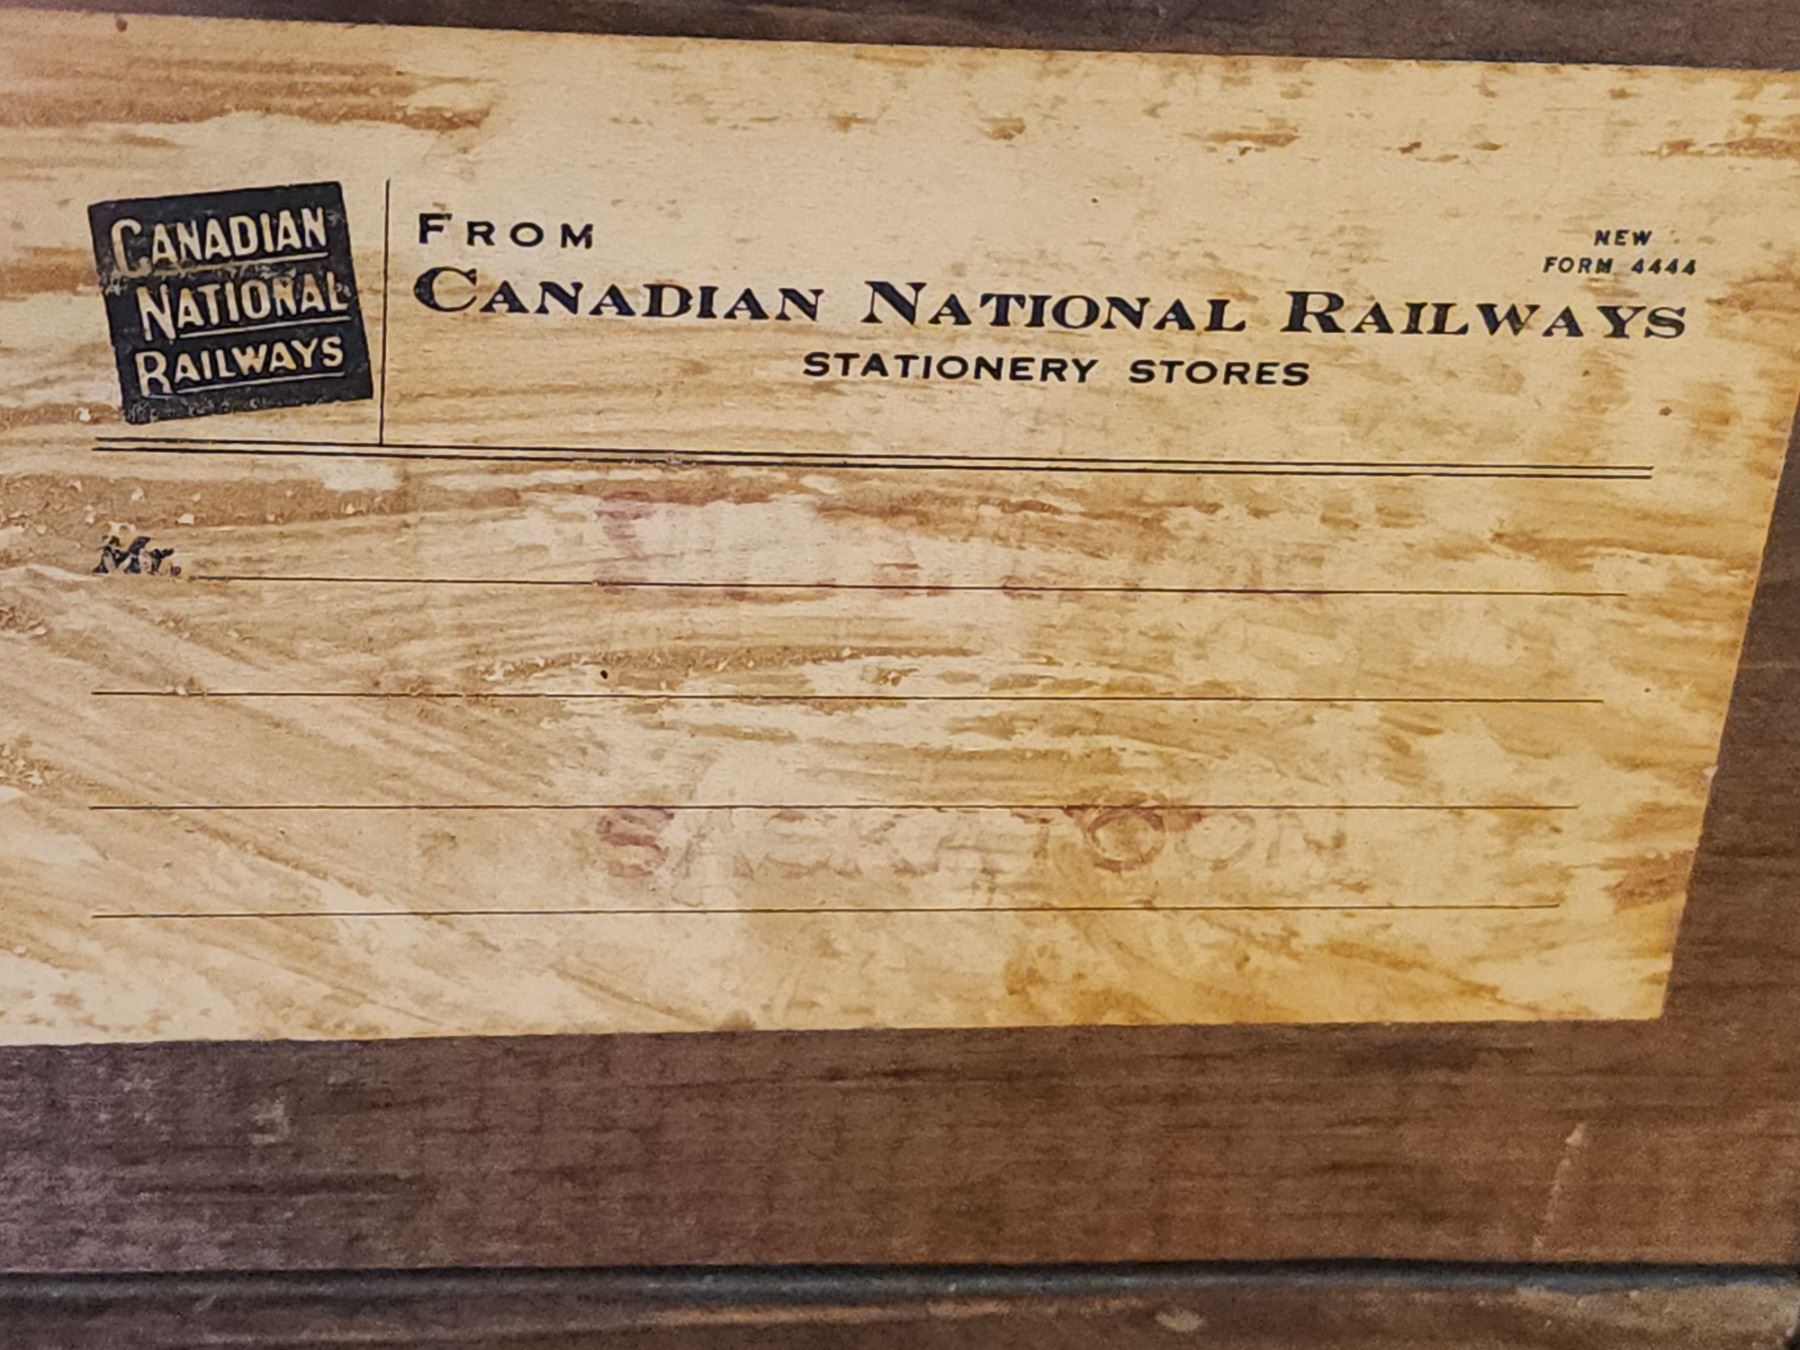 CANADIAN
NATIONAL
RAILWAYS
FROM
CANADIAN NATIONAL RAILWAYS
STATIONERY STORES
NEW
FORM 4444
Mr.
SASKATOON